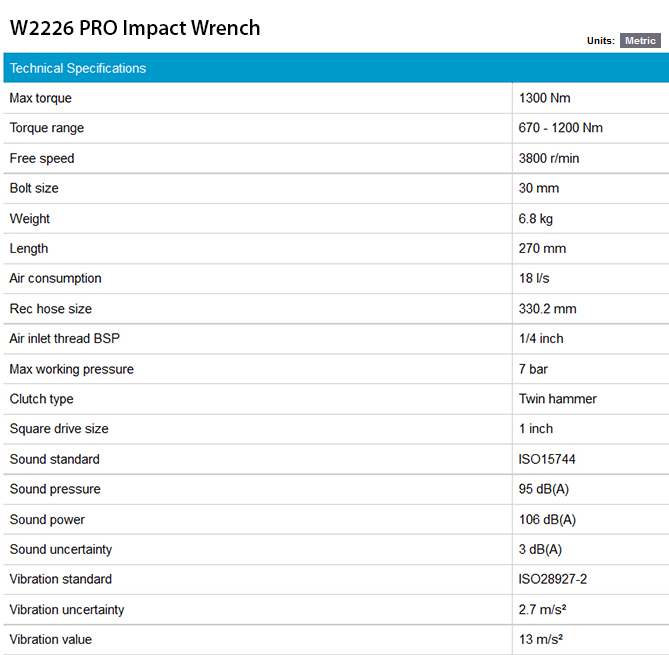 W2226 PRO Impact Wrench
Units: Metric
Technical Specifications
Max torque 1300 Nm
Torque range 670 - 1200 Nm
Free speed 3800 r/min
Bolt size 30 mm
Weight 6.8 kg
Length 270 mm
Air consumption 18 l/s
Rec hose size 330.2 mm
Air inlet thread BSP 1/4 inch
Max working pressure 7 bar
Clutch type Twin hammer
Square drive size 1 inch
Sound standard ISO15744
Sound pressure 95 dB(A)
Sound power 106 dB(A)
Sound uncertainty 3 dB(A)
Vibration standard ISO28927-2
Vibration uncertainty 2.7 m/s²
Vibration value 13 m/s²